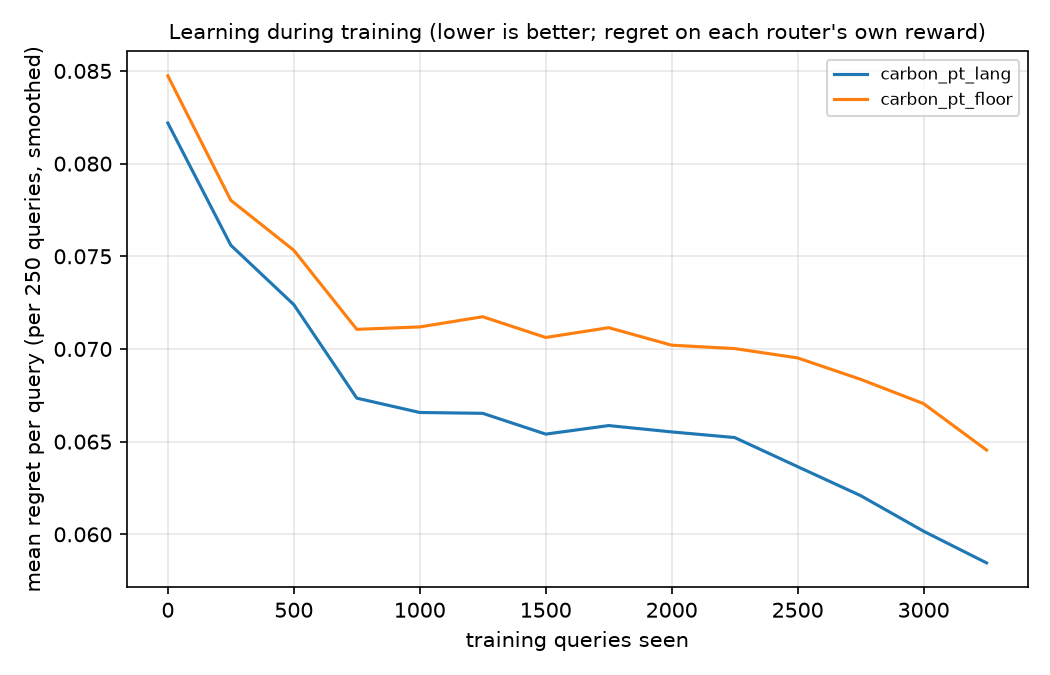 Learning during training (lower is better; regret on each router's own reward)
carbon_pt_lang
carbon_pt_floor
mean regret per query (per 250 queries, smoothed)
0.085
0.080
0.075
0.070
0.065
0.060
0 500 1000 1500 2000 2500 3000
training queries seen